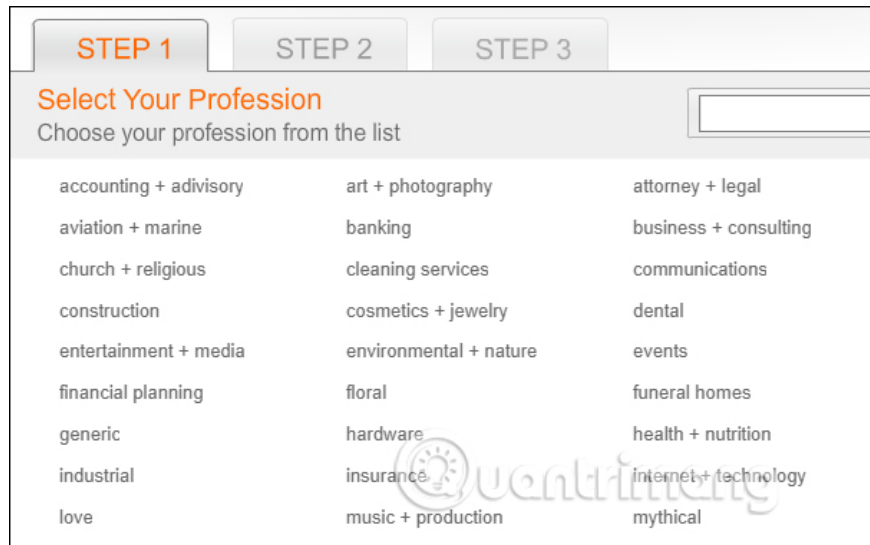 STEP 1 STEP 2 STEP 3
Select Your Profession
Choose your profession from the list
accounting + adivisory art + photography attorney + legal
aviation + marine banking business + consulting
church + religious cleaning services communications
construction cosmetics + jewelry dental
entertainment + media environmental + nature events
financial planning floral funeral homes
generic hardware health + nutrition
industrial insurance internet + technology
Quantrimang
love music + production mythical